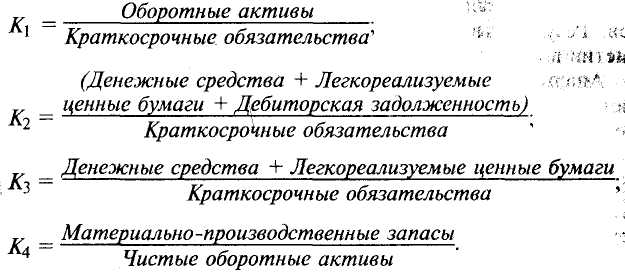 K₁ = Оборотные активы / Краткосрочные обязательства;
(Денежные средства + Легкореализуемые
K₂ = ценные бумаги + Дебиторская задолженность) / Краткосрочные обязательства;
K₃ = Денежные средства + Легкореализуемые ценные бумаги / Краткосрочные обязательства;
K₄ = Материально-производственные запасы / Чистые оборотные активы.